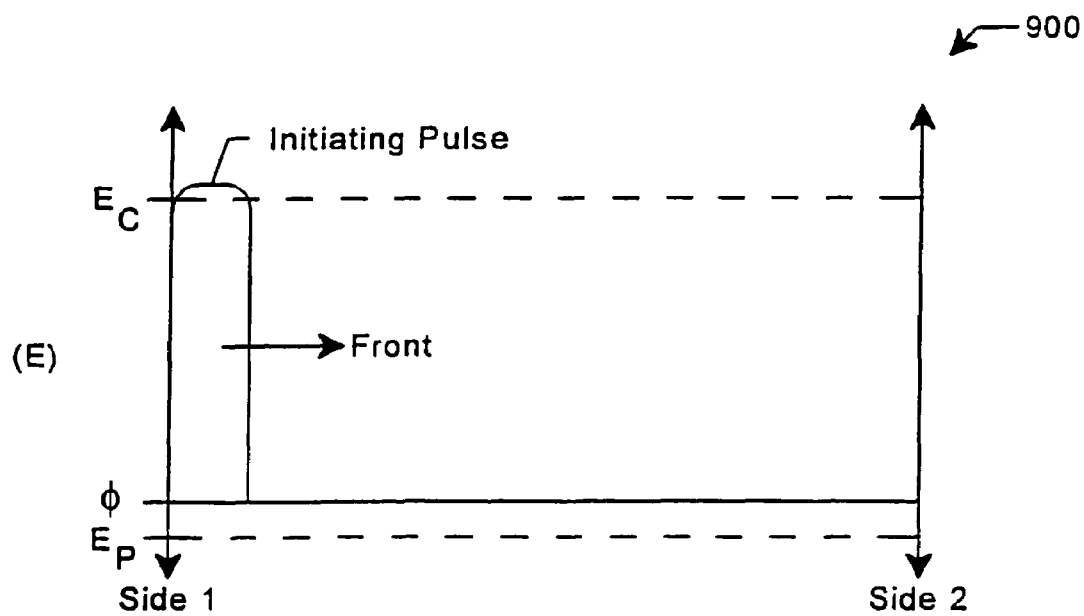 900
Initiating Pulse
E_C
(E)
Front
ϕ
E_P
Side 1
Side 2